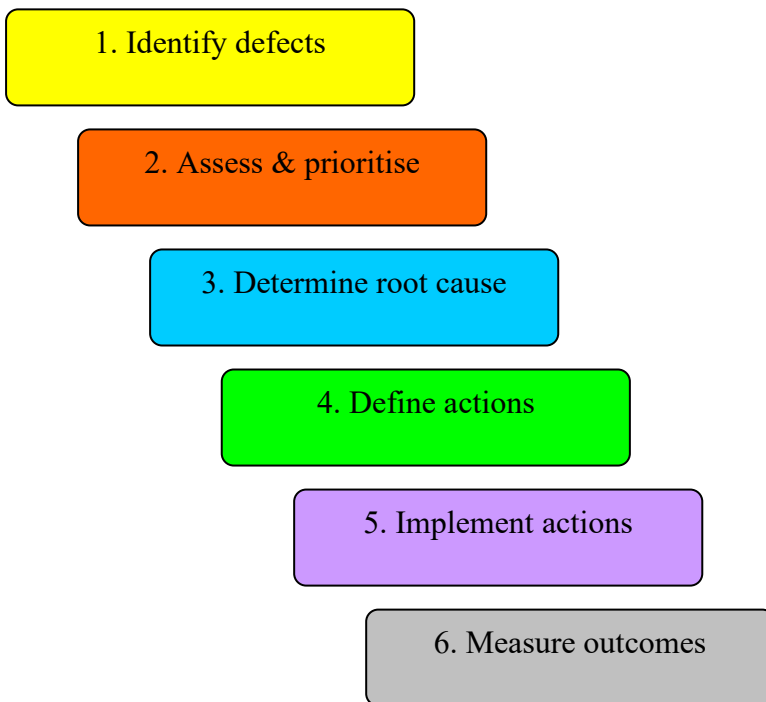 1. Identify defects
2. Assess & prioritise
3. Determine root cause
4. Define actions
5. Implement actions
6. Measure outcomes